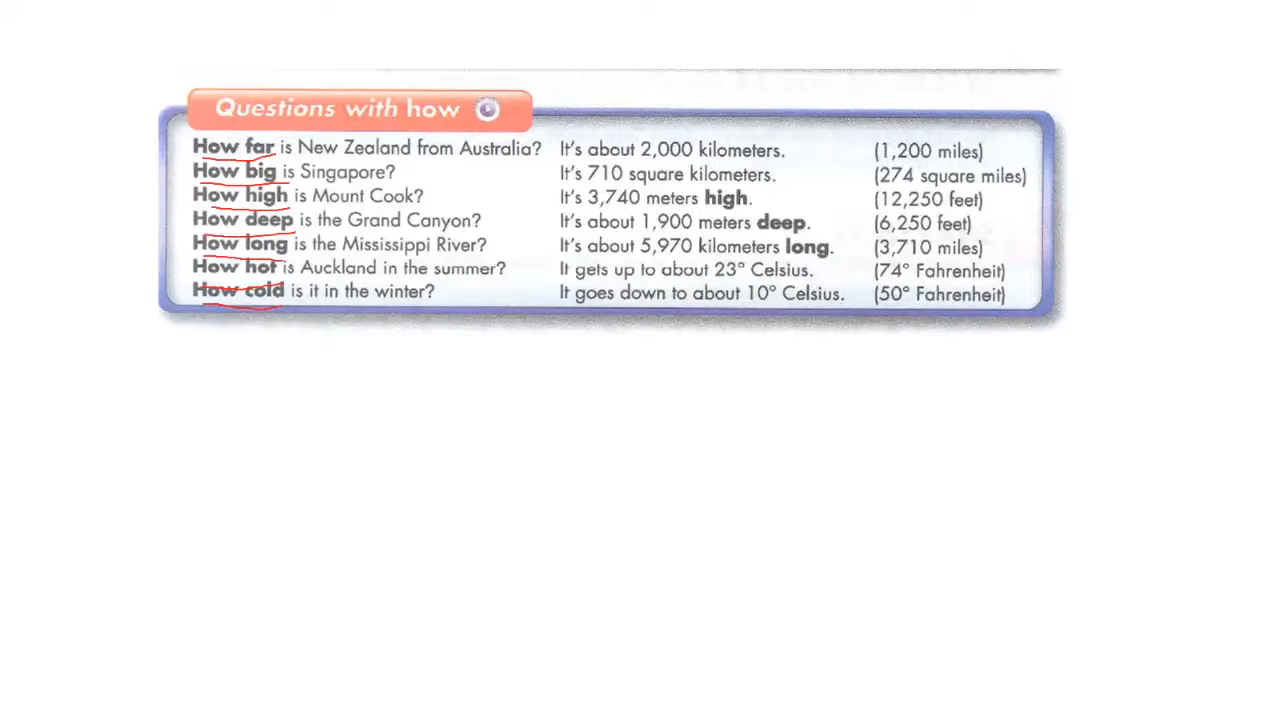 Questions with how
How far is New Zealand from Australia? It's about 2,000 kilometers. (1,200 miles)
How big is Singapore? It's 710 square kilometers. (274 square miles)
How high is Mount Cook? It's 3,740 meters high. (12,250 feet)
How deep is the Grand Canyon? It's about 1,900 meters deep. (6,250 feet)
How long is the Mississippi River? It's about 5,970 kilometers long. (3,710 miles)
How hot is Auckland in the summer? It gets up to about 23° Celsius. (74° Fahrenheit)
How cold is it in the winter? It goes down to about 10° Celsius. (50° Fahrenheit)